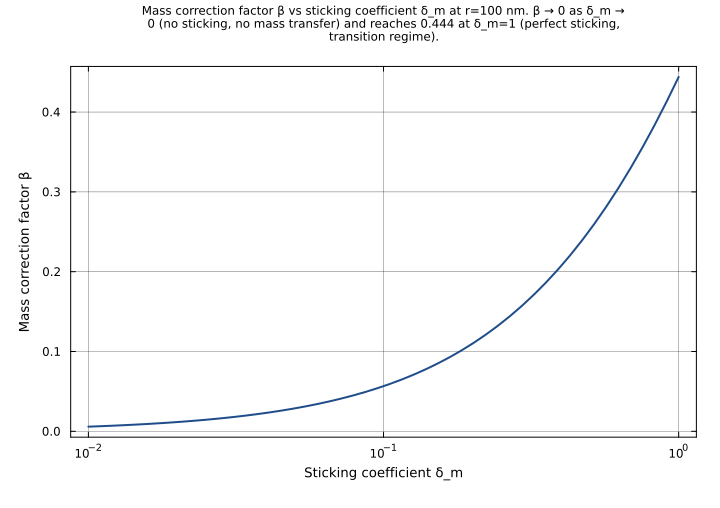 Mass correction factor β vs sticking coefficient δ_m at r=100 nm. β → 0 as δ_m →
0 (no sticking, no mass transfer) and reaches 0.444 at δ_m=1 (perfect sticking,
transition regime).
Mass correction factor β
0.4
0.3
0.2
0.1
0.0
10⁻²
10⁻¹
10⁰
Sticking coefficient δ_m